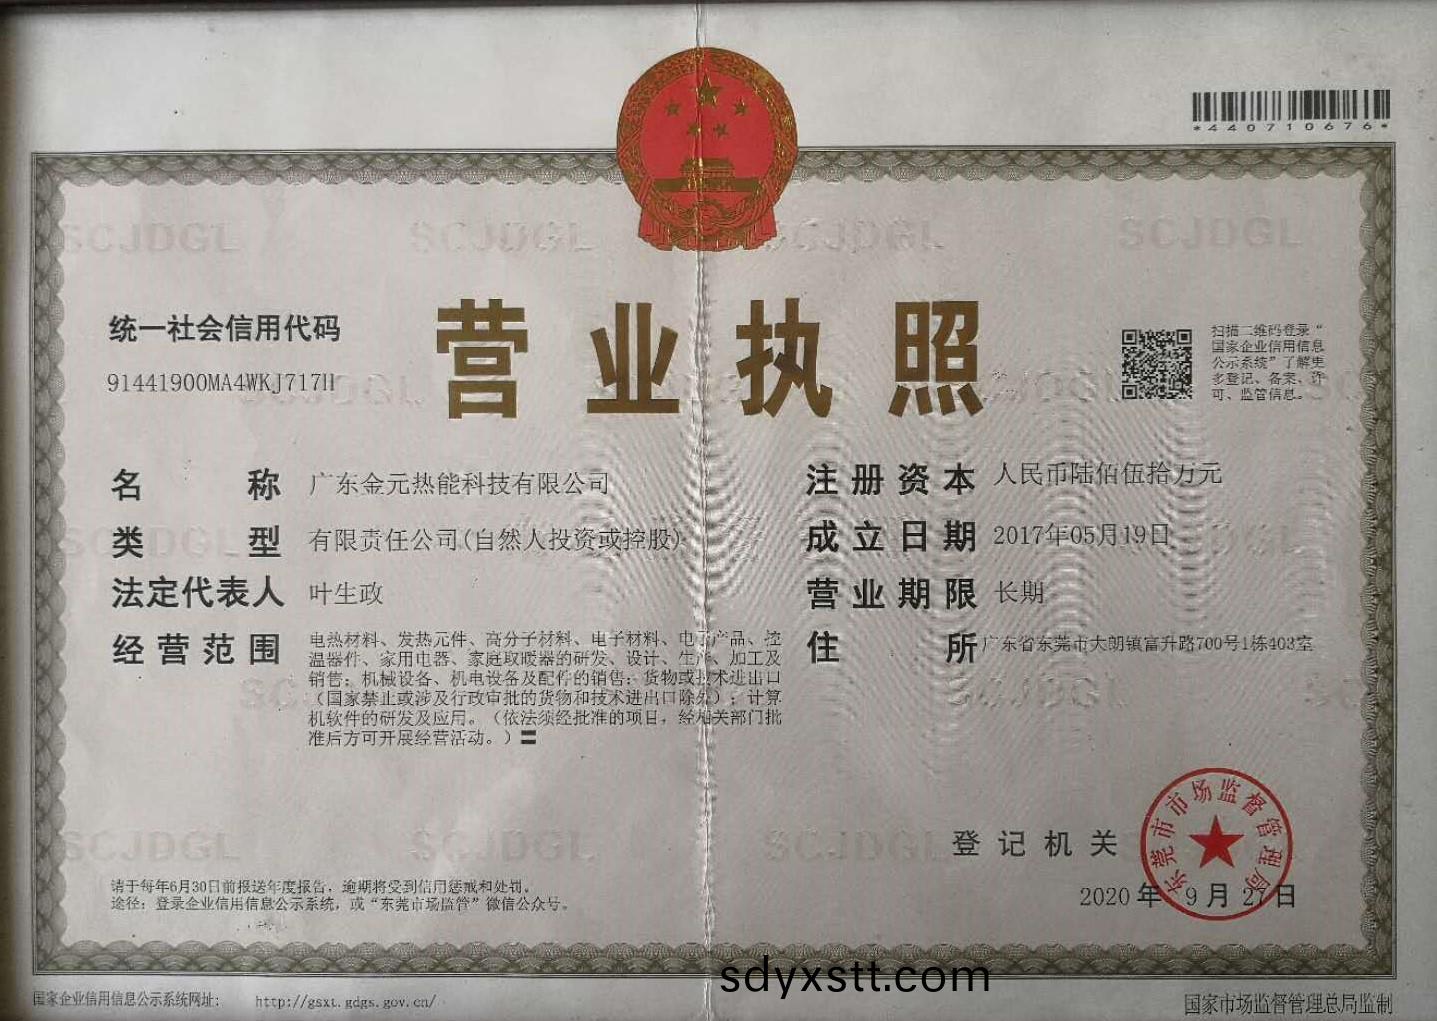 *440710676*
统一社会信用代码
91441900MA4WKJ717H
营业执照
扫描二维码登录“
国家企业信用信息
公示系统”了解更
多登记、备案、许
可、监管信息。
名称 广东金元热能科技有限公司
类型 有限责任公司(自然人投资或控股)
法定代表人 叶生政
经营范围 电热材料、发热元件、高分子材料、电子材料、电子产品、控
温器件、家用电器、家庭取暖器的研发、设计、生产、加工及
销售；机械设备、机电设备及配件的销售；货物或技术进出口
（国家禁止或涉及行政审批的货物和技术进出口除外）；计算
机软件的研发及应用。（依法须经批准的项目，经相关部门批
准后方可开展经营活动。）〓
注册资本 人民币陆佰伍拾万元
成立日期 2017年05月19日
营业期限 长期
住所 广东省东莞市大朗镇富升路700号1栋403室
登记机关
东莞市市场监督管理局
2020年9月27日
请于每年6月30日前报送年度报告，逾期将受到信用惩戒和处罚。
途径：登录企业信用信息公示系统，或“东莞市场监管”微信公众号。
sdyxstt.com
国家企业信用信息公示系统网址： http://gsxt.gdgs.gov.cn/
国家市场监督管理总局监制
SCJDGL